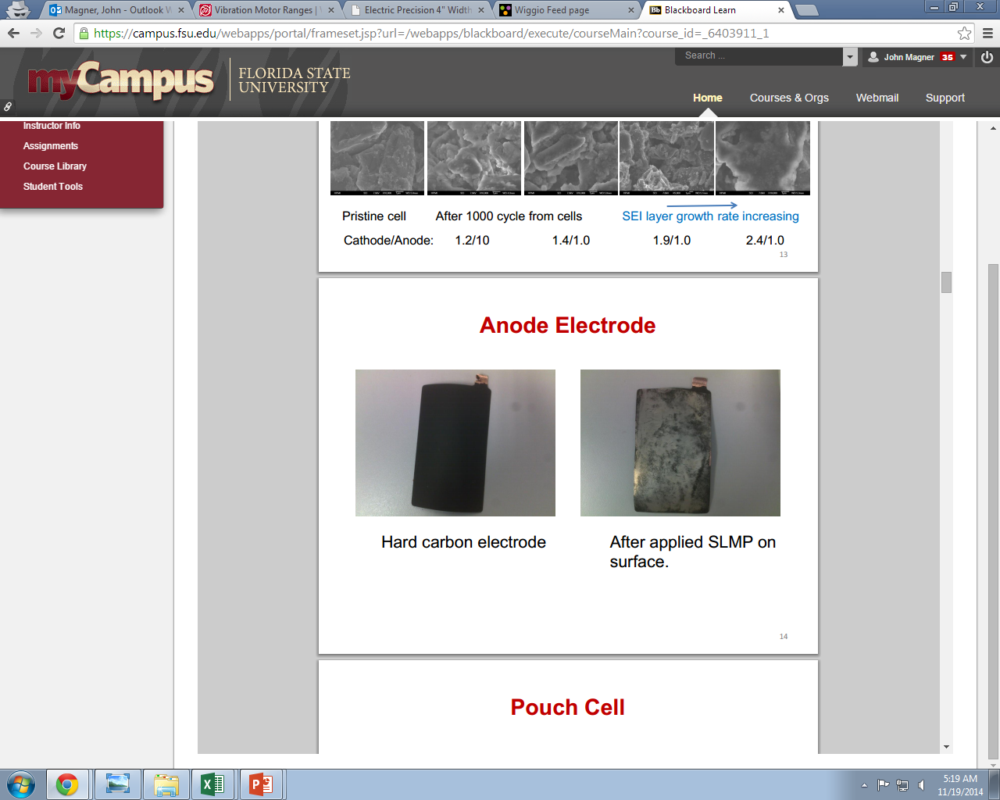 Magner, John - Outlook W
Vibration Motor Ranges |
Electric Precision 4" Width
Wiggio Feed page
Bb Blackboard Learn
https://campus.fsu.edu/webapps/portal/frameset.jsp?url=/webapps/blackboard/execute/courseMain?course_id=_6403911_1
Search ...
John Magner 35
myCampus
FLORIDA STATE
UNIVERSITY
Home Courses & Orgs Webmail Support
Instructor Info
Assignments
Course Library
Student Tools
Pristine cell After 1000 cycle from cells SEI layer growth rate increasing
Cathode/Anode: 1.2/10 1.4/1.0 1.9/1.0 2.4/1.0
13
Anode Electrode
Hard carbon electrode
After applied SLMP on
surface.
14
Pouch Cell
5:19 AM
11/19/2014